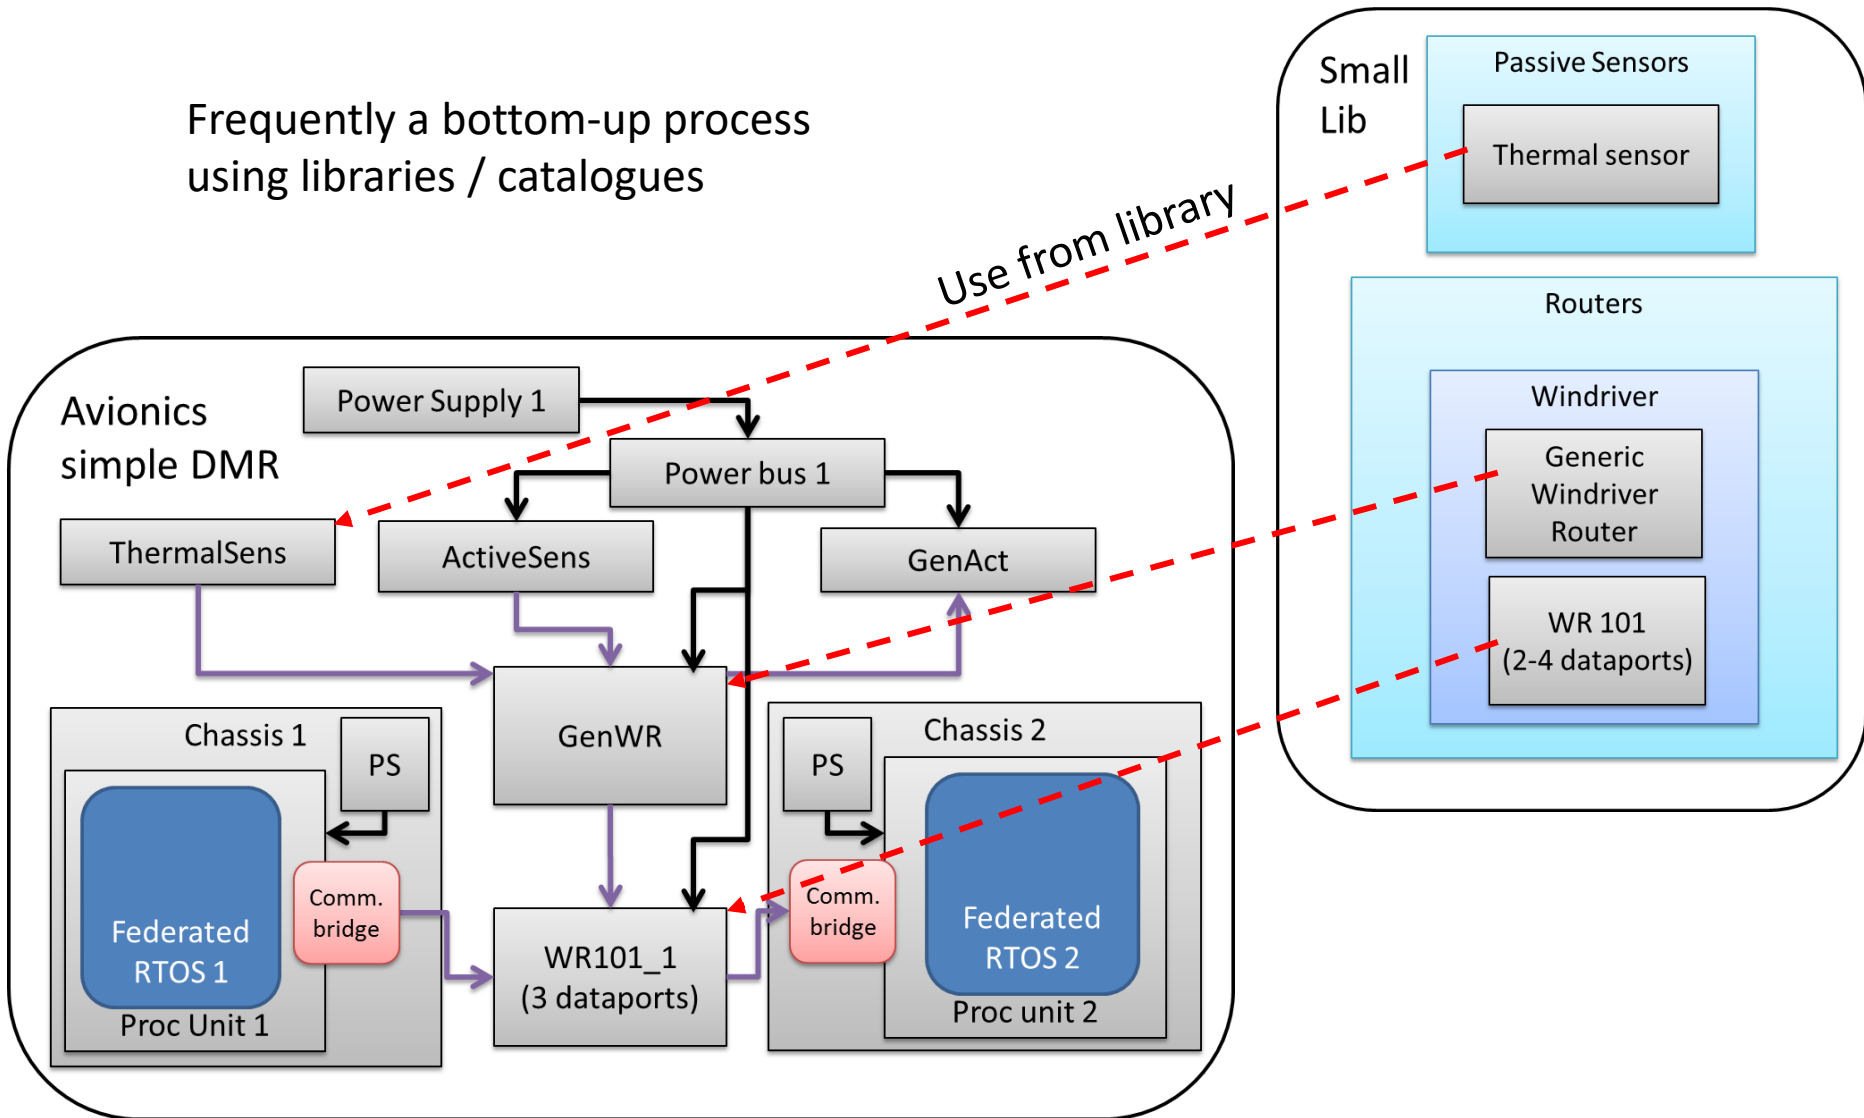 Frequently a bottom-up process
using libraries / catalogues
Use from library
Small
Lib
Passive Sensors
Thermal sensor
Routers
Windriver
Generic
Windriver
Router
WR 101
(2-4 dataports)
Avionics
simple DMR
Power Supply 1
Power bus 1
ThermalSens
ActiveSens
GenAct
GenWR
Chassis 1
PS
Federated
RTOS 1
Comm.
bridge
Proc Unit 1
WR101_1
(3 dataports)
Chassis 2
PS
Comm.
bridge
Federated
RTOS 2
Proc unit 2